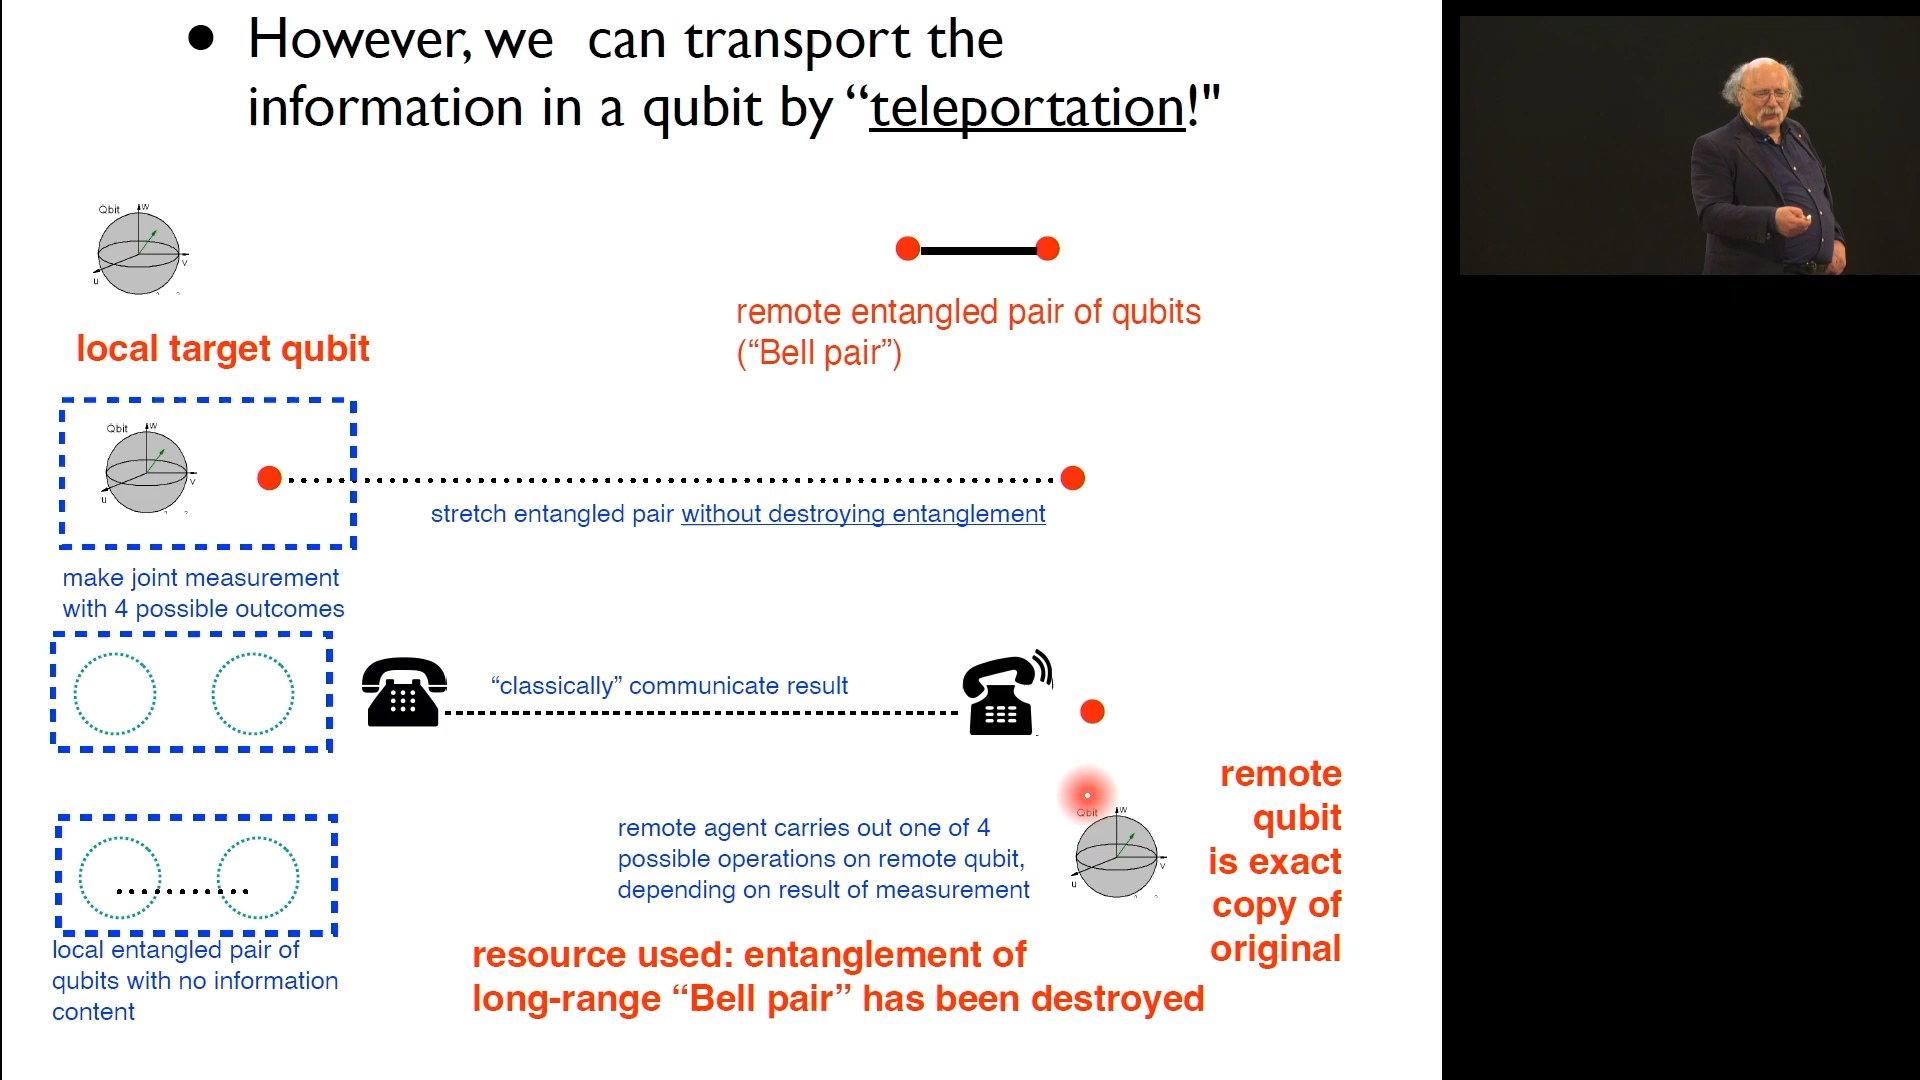 • However, we can transport the
information in a qubit by “teleportation!"
Qbit
w
v
u
local target qubit
remote entangled pair of qubits
(“Bell pair”)
Qbit
w
v
u
stretch entangled pair without destroying entanglement
make joint measurement
with 4 possible outcomes
“classically” communicate result
remote agent carries out one of 4
possible operations on remote qubit,
depending on result of measurement
Qbit
w
v
u
remote
qubit
is exact
copy of
original
local entangled pair of
qubits with no information
content
resource used: entanglement of
long-range “Bell pair” has been destroyed